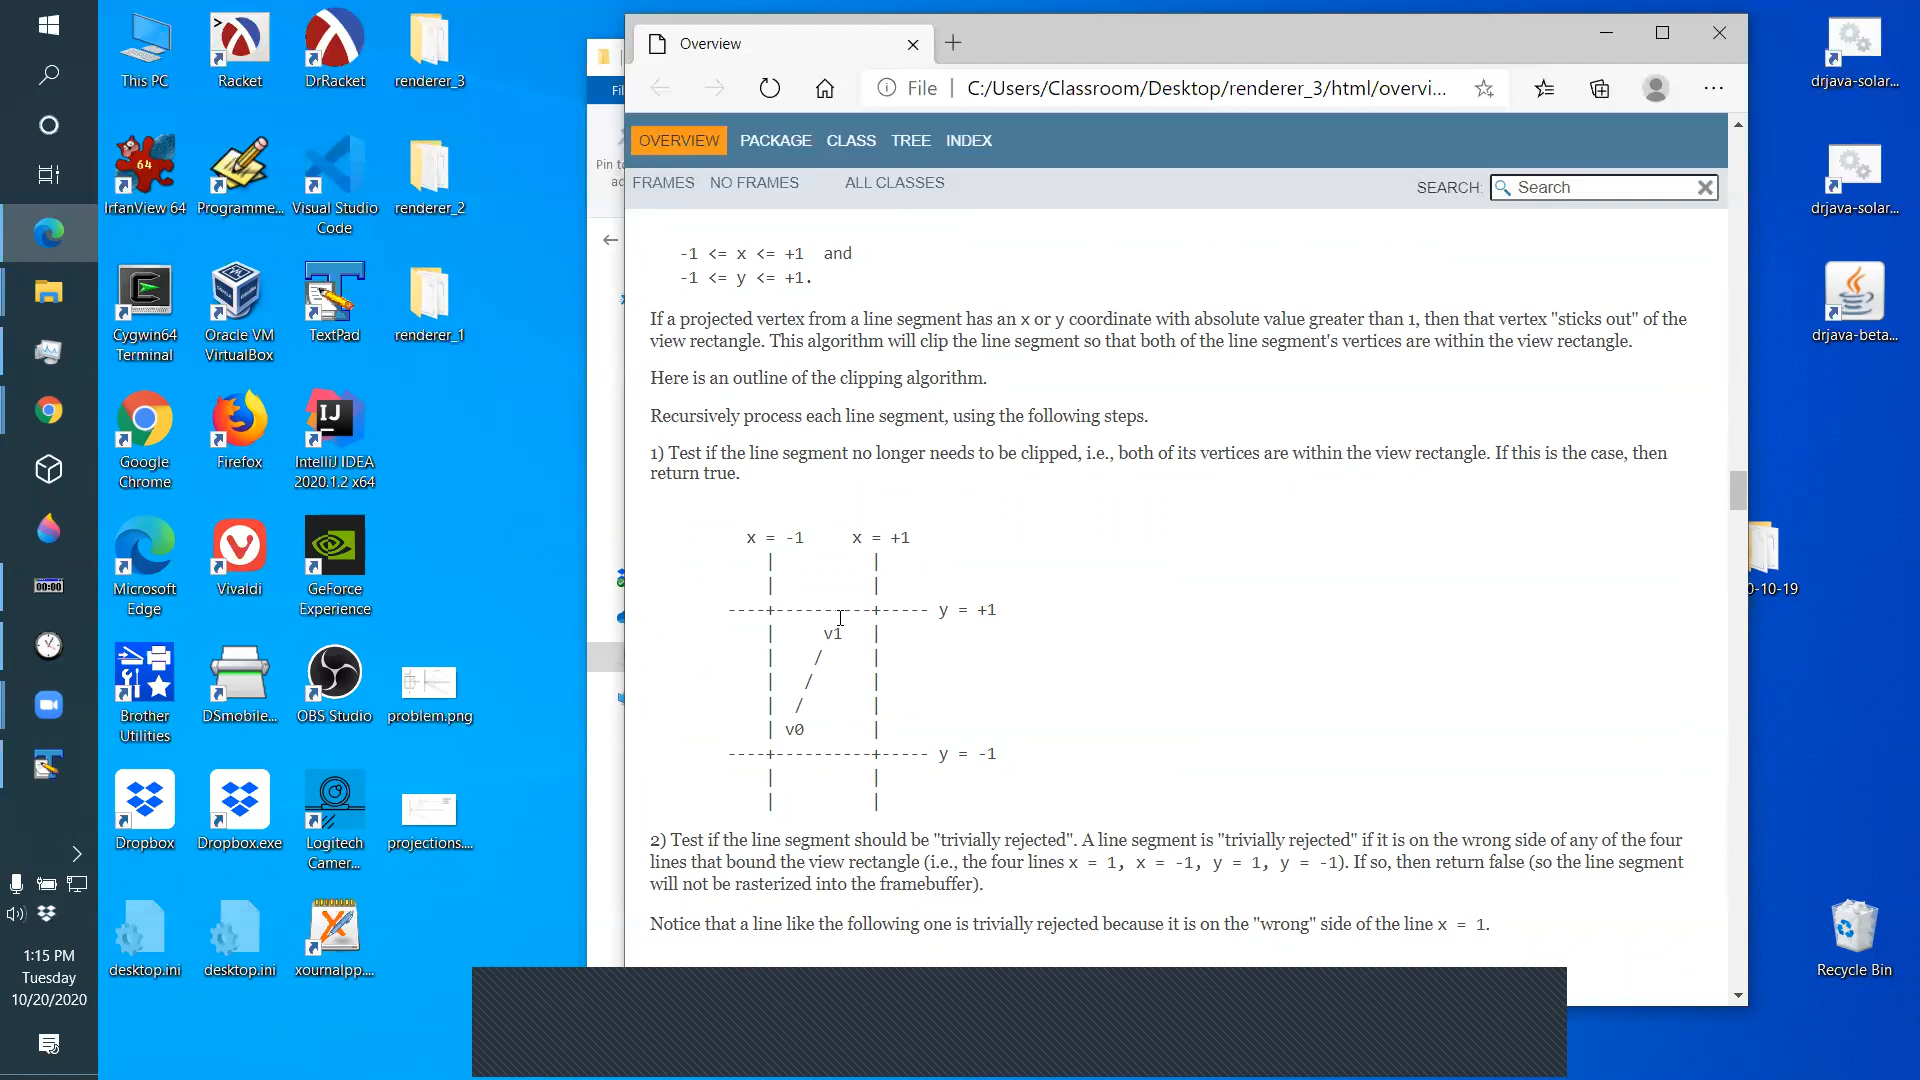 This PC
Racket
DrRacket
renderer_3
IrfanView 64
Programme...
Visual Studio
Code
renderer_2
Cygwin64
Terminal
Oracle VM
VirtualBox
TextPad
renderer_1
Google
Chrome
Firefox
IntelliJ IDEA
2020.1.2 x64
Microsoft
Edge
Vivaldi
GeForce
Experience
Brother
Utilities
DSmobile...
OBS Studio
problem.png
Dropbox
Dropbox.exe
Logitech
Camer...
projections....
desktop.ini
desktop.ini
xournalpp....
00:00
1:15 PM
Tuesday
10/20/2020
Fil
Pin to
ac
Overview
File
C:/Users/Classroom/Desktop/renderer_3/html/overvi...
OVERVIEW PACKAGE CLASS TREE INDEX
FRAMES NO FRAMES ALL CLASSES
SEARCH: Search
-1 <= x <= +1 and
-1 <= y <= +1.
If a projected vertex from a line segment has an x or y coordinate with absolute value greater than 1, then that vertex "sticks out" of the
view rectangle. This algorithm will clip the line segment so that both of the line segment's vertices are within the view rectangle.
Here is an outline of the clipping algorithm.
Recursively process each line segment, using the following steps.
1) Test if the line segment no longer needs to be clipped, i.e., both of its vertices are within the view rectangle. If this is the case, then
return true.
x = -1 x = +1
| |
| |
----+----------+----- y = +1
| v1 |
| / |
| / |
| / |
| v0 |
----+----------+----- y = -1
| |
| |
2) Test if the line segment should be "trivially rejected". A line segment is "trivially rejected" if it is on the wrong side of any of the four
lines that bound the view rectangle (i.e., the four lines x = 1, x = -1, y = 1, y = -1). If so, then return false (so the line segment
will not be rasterized into the framebuffer).
Notice that a line like the following one is trivially rejected because it is on the "wrong" side of the line x = 1.
drjava-solar...
drjava-solar...
drjava-beta...
0-10-19
Recycle Bin